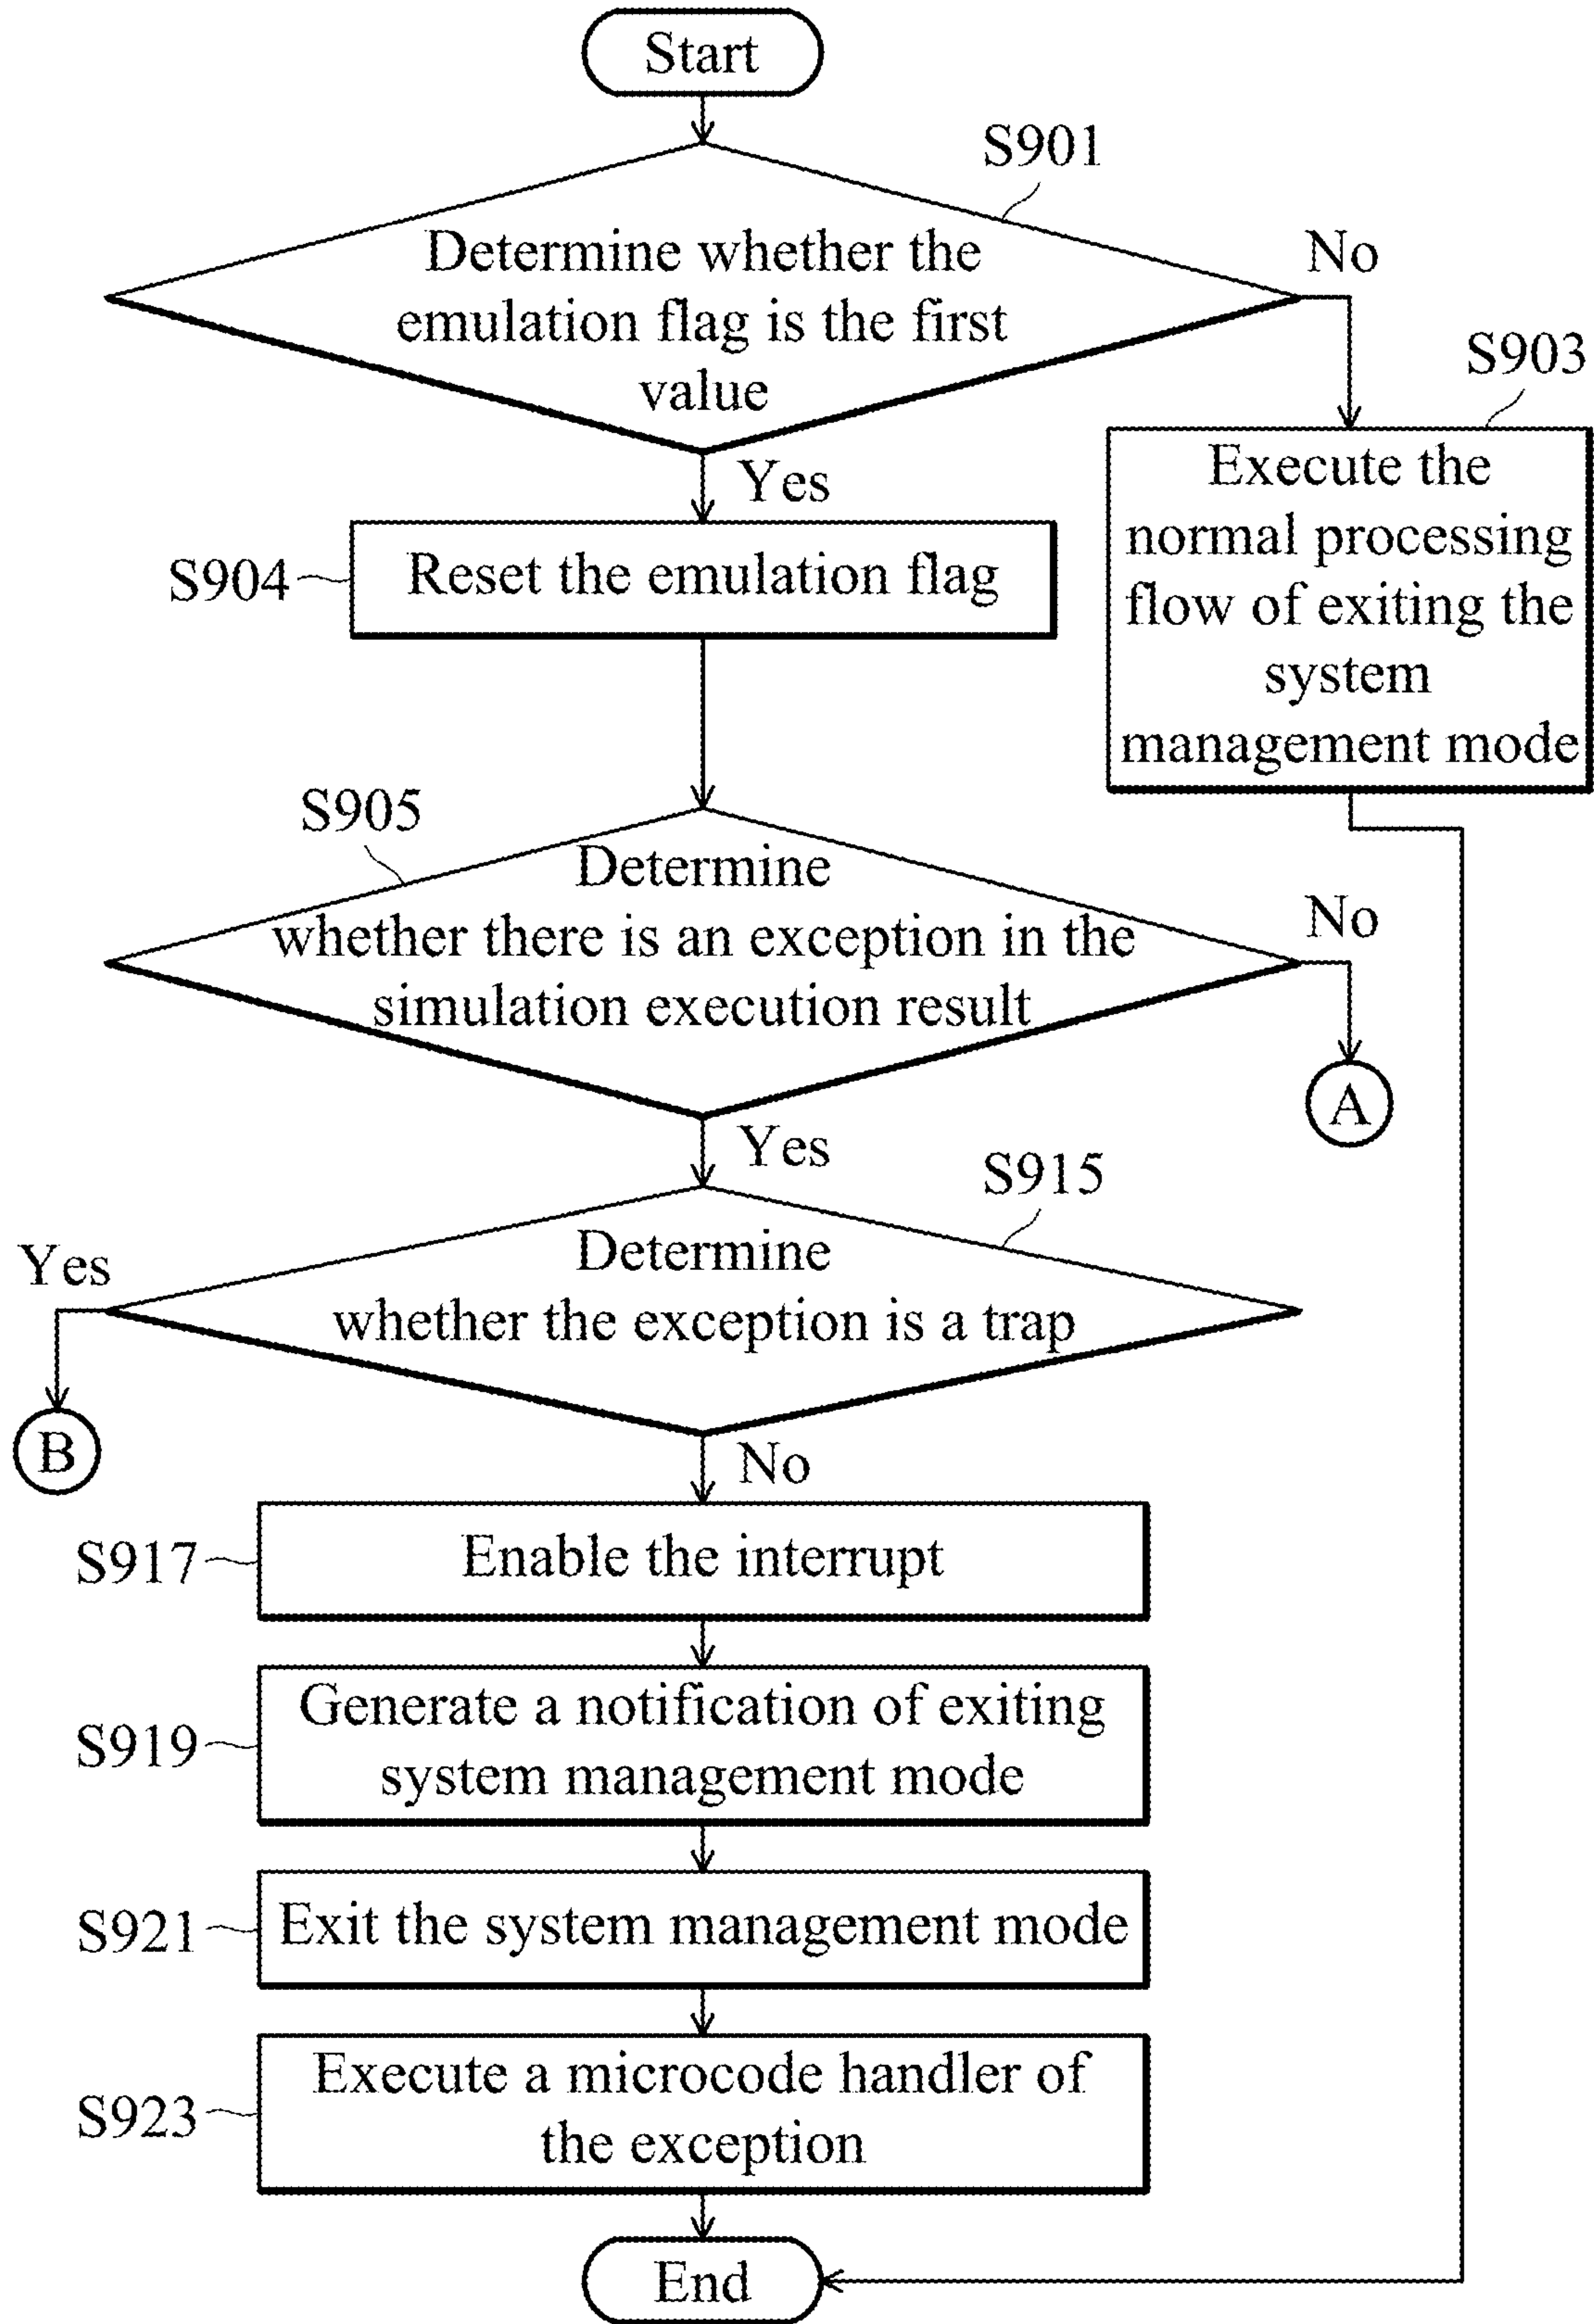 Start
S901
Determine whether the
emulation flag is the first
value
No
S903
Execute the
normal processing
flow of exiting the
system
management mode
Yes
S904
Reset the emulation flag
S905
Determine
whether there is an exception in the
simulation execution result
No
A
Yes
S915
Determine
whether the exception is a trap
Yes
B
No
S917
Enable the interrupt
S919
Generate a notification of exiting
system management mode
S921
Exit the system management mode
S923
Execute a microcode handler of
the exception
End